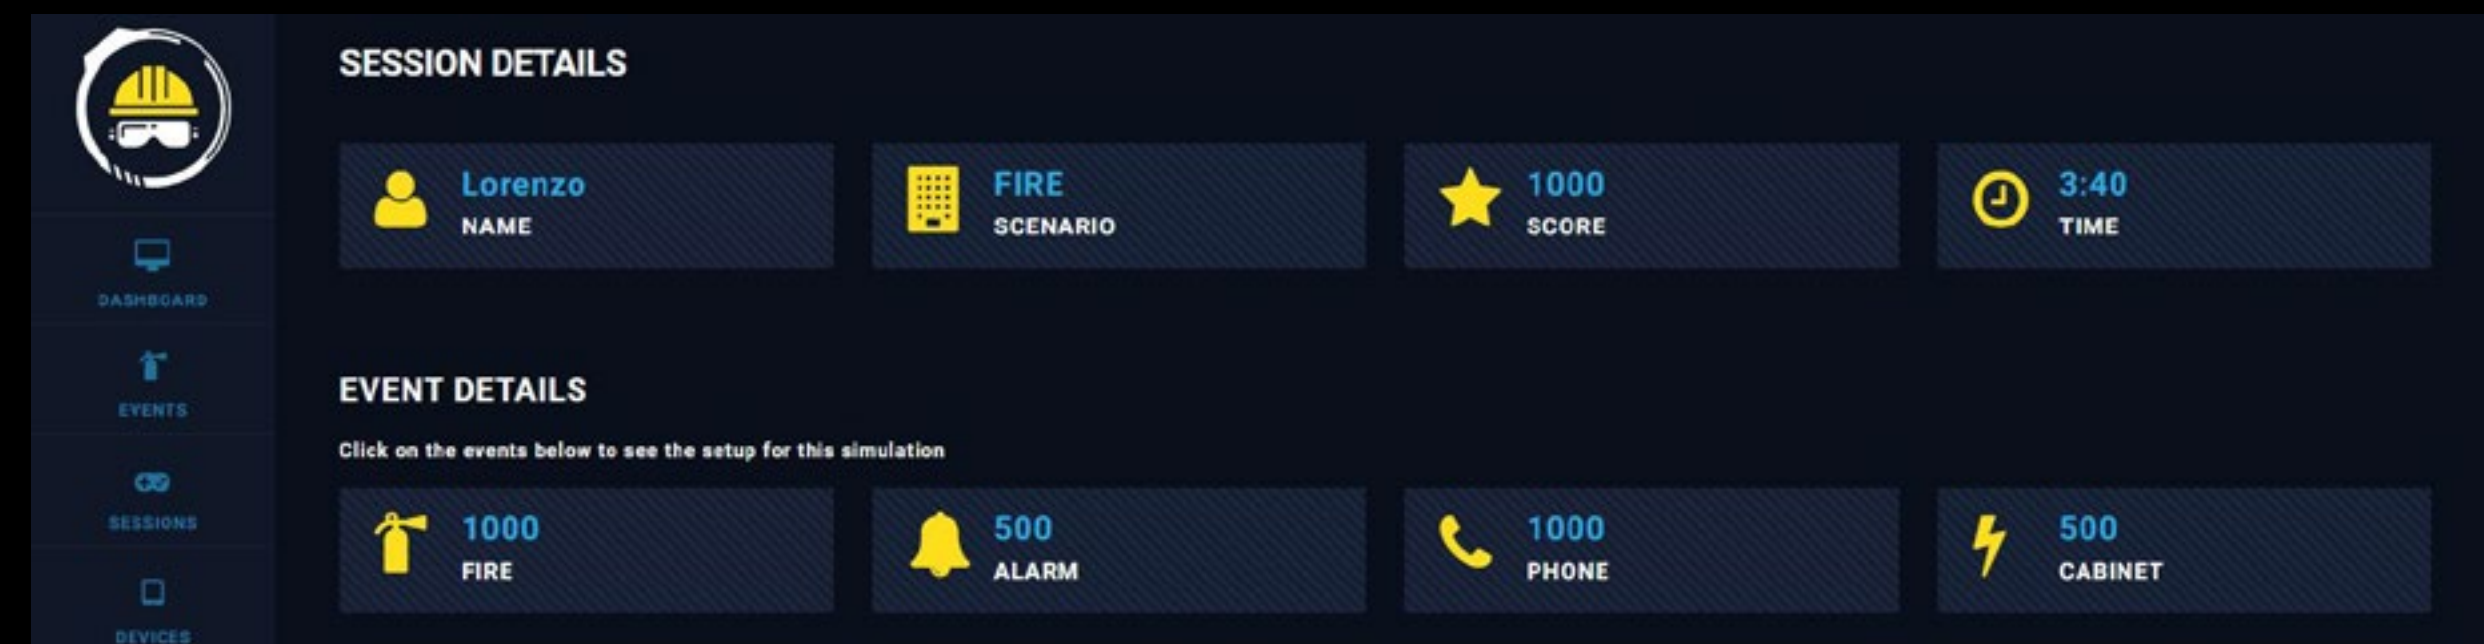 SESSION DETAILS
Lorenzo
NAME
FIRE
SCENARIO
1000
SCORE
3:40
TIME
DASHBOARD
EVENTS
SESSIONS
DEVICES
EVENT DETAILS
Click on the events below to see the setup for this simulation
1000
FIRE
500
ALARM
1000
PHONE
500
CABINET